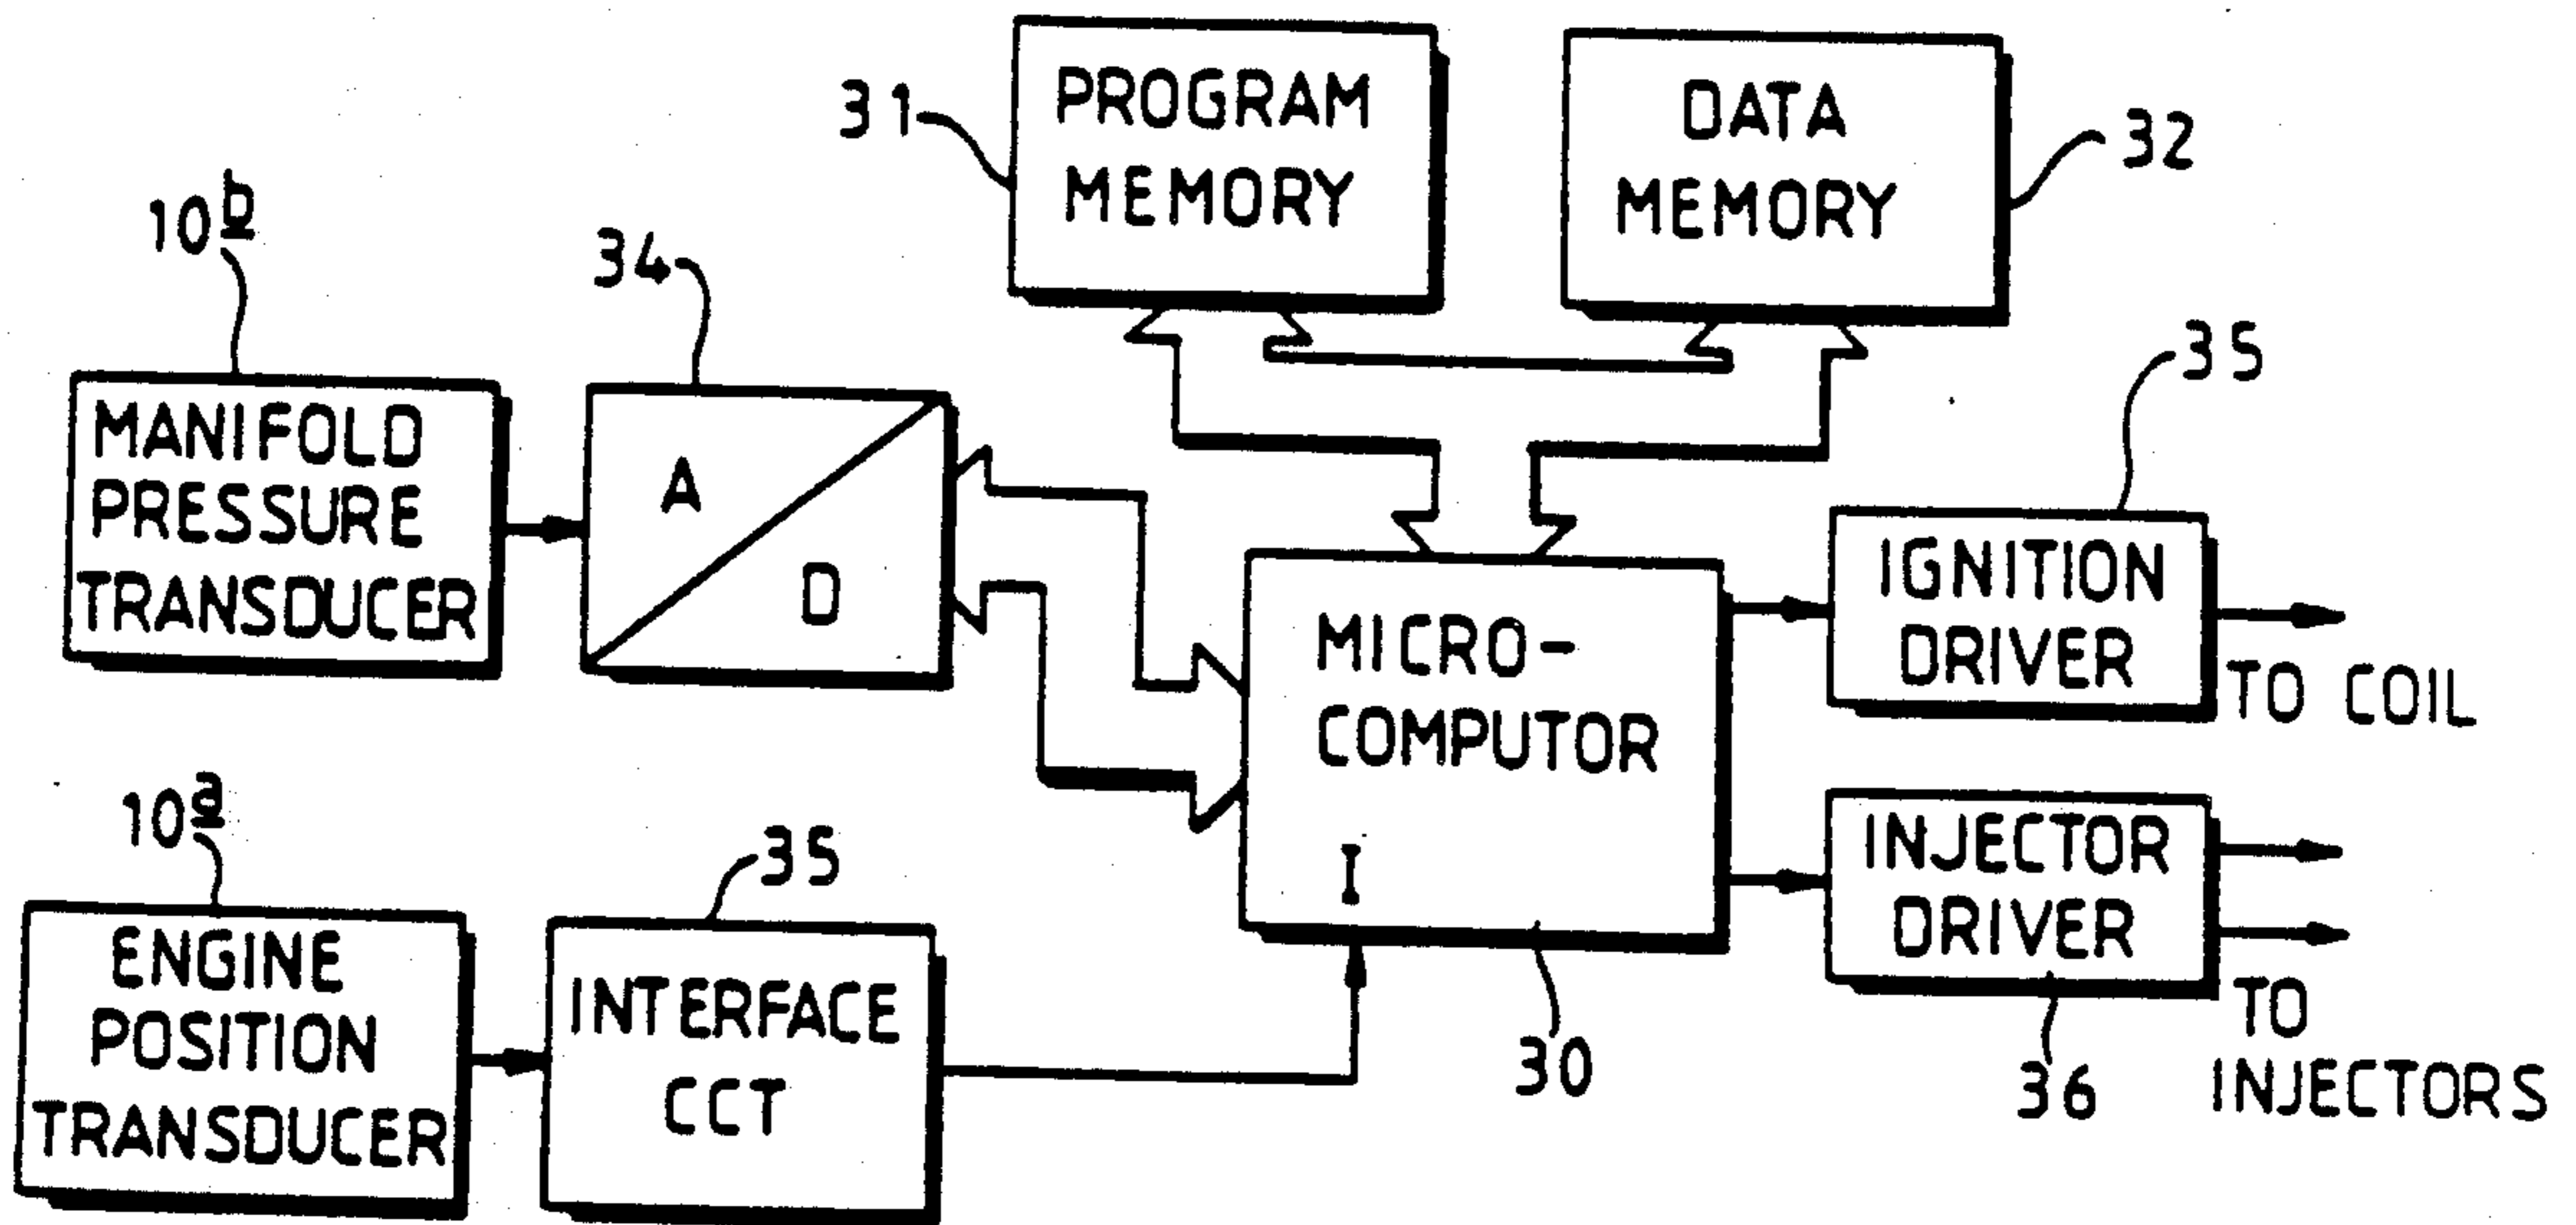 31
PROGRAM
MEMORY
DATA
MEMORY
32
10b
34
35
MANIFOLD
PRESSURE
TRANSDUCER
A
D
MICRO-
COMPUTOR
I
30
IGNITION
DRIVER
TO COIL
INJECTOR
DRIVER
36
TO
INJECTORS
10a
35
ENGINE
POSITION
TRANSDUCER
INTERFACE
CCT